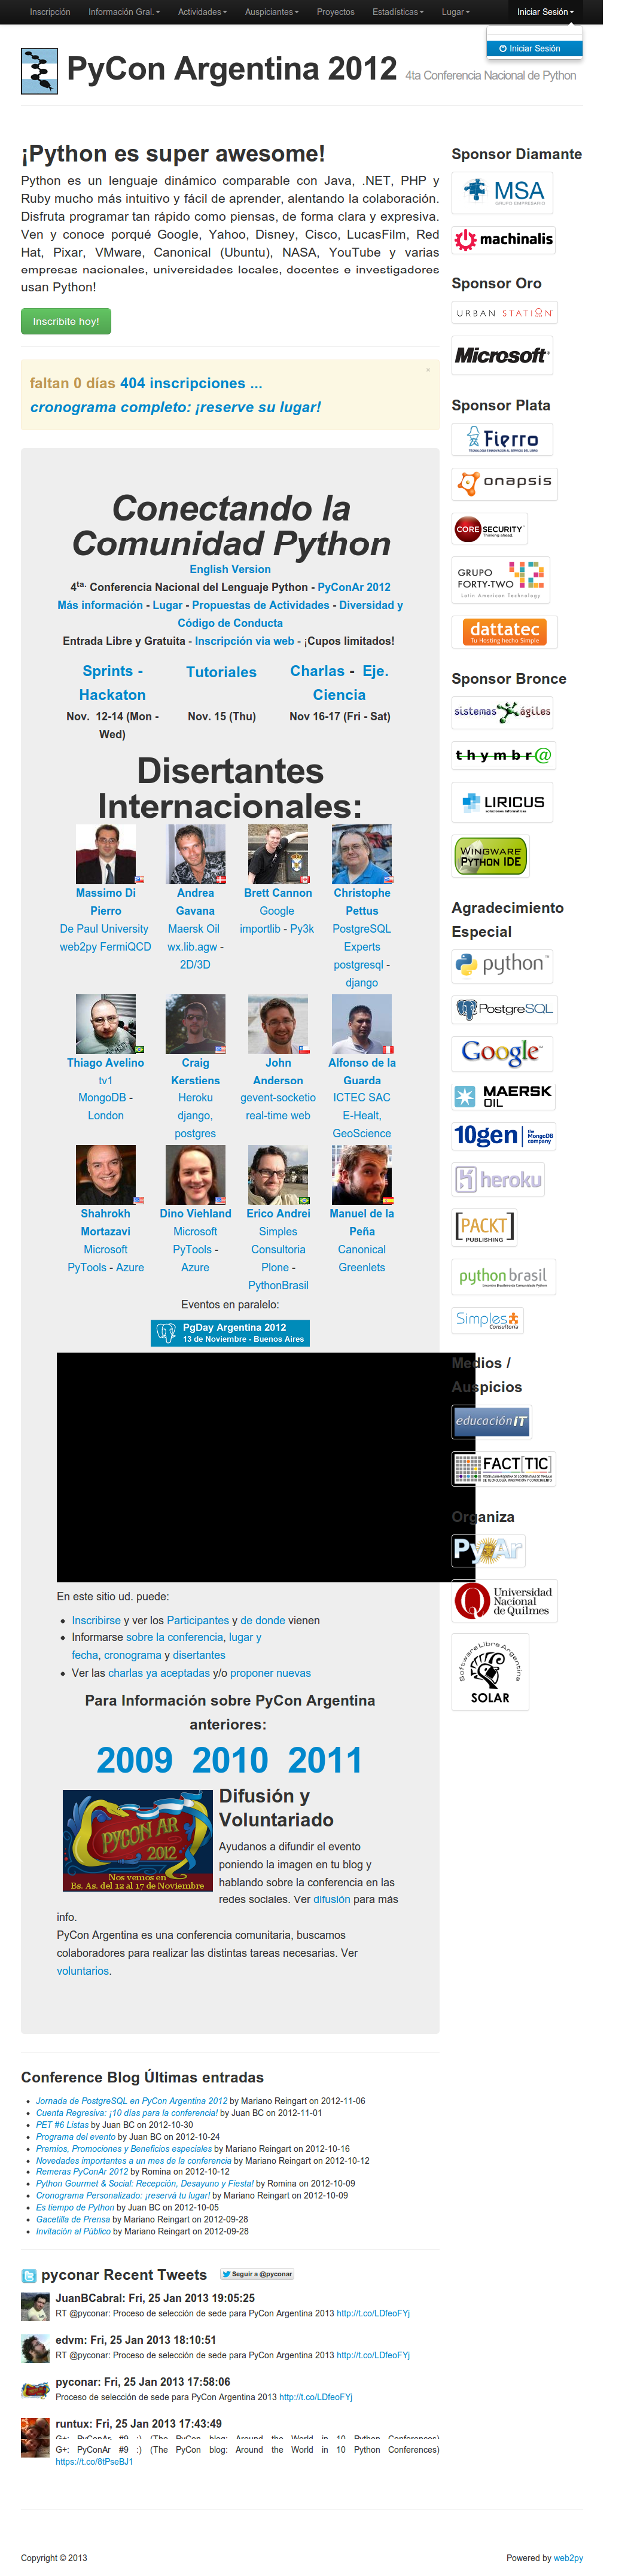 Inscripción Información Gral. Actividades Auspiciantes Proyectos Estadísticas Lugar Iniciar Sesión
Iniciar Sesión
PyCon Argentina 2012 4ta Conferencia Nacional de Python
¡Python es super awesome!
Python es un lenguaje dinámico comparable con Java, .NET, PHP y
Ruby mucho más intuitivo y fácil de aprender, alentando la colaboración.
Disfruta programar tan rápido como piensas, de forma clara y expresiva.
Ven y conoce porqué Google, Yahoo, Disney, Cisco, LucasFilm, Red
Hat, Pixar, VMware, Canonical (Ubuntu), NASA, YouTube y varias
empresas nacionales, universidades locales, docentes e investigadores
usan Python!
Inscribite hoy!
×
faltan 0 días 404 inscripciones ...
cronograma completo: ¡reserve su lugar!
Conectando la
Comunidad Python
English Version
4ta. Conferencia Nacional del Lenguaje Python - PyConAr 2012
Más información - Lugar - Propuestas de Actividades - Diversidad y
Código de Conducta
Entrada Libre y Gratuita - Inscripción via web - ¡Cupos limitados!
Sprints -
Hackaton
Nov. 12-14 (Mon -
Wed)
Tutoriales
Nov. 15 (Thu)
Charlas - Eje.
Ciencia
Nov 16-17 (Fri - Sat)
Disertantes
Internacionales:
Massimo Di
Pierro
De Paul University
web2py FermiQCD
Andrea
Gavana
Maersk Oil
wx.lib.agw -
2D/3D
Brett Cannon
Google
importlib - Py3k
Christophe
Pettus
PostgreSQL
Experts
postgresql -
django
Thiago Avelino
tv1
MongoDB -
London
Craig
Kerstiens
Heroku
django,
postgres
John
Anderson
gevent-socketio
real-time web
Alfonso de la
Guarda
ICTEC SAC
E-Healt,
GeoScience
Shahrokh
Mortazavi
Microsoft
PyTools - Azure
Dino Viehland
Microsoft
PyTools -
Azure
Erico Andrei
Simples
Consultoria
Plone -
PythonBrasil
Manuel de la
Peña
Canonical
Greenlets
Eventos en paralelo:
PgDay Argentina 2012
13 de Noviembre - Buenos Aires
En este sitio ud. puede:
Inscribirse y ver los Participantes y de donde vienen
Informarse sobre la conferencia, lugar y
fecha, cronograma y disertantes
Ver las charlas ya aceptadas y/o proponer nuevas
Para Información sobre PyCon Argentina
anteriores:
2009 2010 2011
PYCON AR
2012
Nos vemos en
Bs. As. del 12 al 17 de Noviembre
Difusión y
Voluntariado
Ayudanos a difundir el evento
poniendo la imagen en tu blog y
hablando sobre la conferencia en las
redes sociales. Ver difusión para más
info.
PyCon Argentina es una conferencia comunitaria, buscamos
colaboradores para realizar las distintas tareas necesarias. Ver
voluntarios.
Conference Blog Últimas entradas
Jornada de PostgreSQL en PyCon Argentina 2012 by Mariano Reingart on 2012-11-06
Cuenta Regresiva: ¡10 días para la conferencia! by Juan BC on 2012-11-01
PET #6 Listas by Juan BC on 2012-10-30
Programa del evento by Juan BC on 2012-10-24
Premios, Promociones y Beneficios especiales by Mariano Reingart on 2012-10-16
Novedades importantes a un mes de la conferencia by Mariano Reingart on 2012-10-12
Remeras PyConAr 2012 by Romina on 2012-10-12
Python Gourmet & Social: Recepción, Desayuno y Fiesta! by Romina on 2012-10-09
Cronograma Personalizado: ¡reservá tu lugar! by Mariano Reingart on 2012-10-09
Es tiempo de Python by Juan BC on 2012-10-05
Gacetilla de Prensa by Mariano Reingart on 2012-09-28
Invitación al Público by Mariano Reingart on 2012-09-28
pyconar Recent Tweets Seguir a @pyconar
JuanBCabral: Fri, 25 Jan 2013 19:05:25
RT @pyconar: Proceso de selección de sede para PyCon Argentina 2013 http://t.co/LDfeoFYj
edvm: Fri, 25 Jan 2013 18:10:51
RT @pyconar: Proceso de selección de sede para PyCon Argentina 2013 http://t.co/LDfeoFYj
pyconar: Fri, 25 Jan 2013 17:58:06
Proceso de selección de sede para PyCon Argentina 2013 http://t.co/LDfeoFYj
runtux: Fri, 25 Jan 2013 17:43:49
G+: PyConAr #9 :) (The PyCon blog: Around the World in 10 Python Conferences)
G+: PyConAr #9 :) (The PyCon blog: Around the World in 10 Python Conferences)
https://t.co/8tPseBJ1
Sponsor Diamante
MSA
GRUPO EMPRESARIO
machinalis
Sponsor Oro
URBAN STATION
Microsoft
Sponsor Plata
Fierro
onapsis
CORE SECURITY
Thinking ahead.
GRUPO
FORTY-TWO
Latin American Technology
dattatec
Tu Hosting hecho Simple
Sponsor Bronce
sistemas ágiles
thymbr@
LIRICUS
WINGWARE
PYTHON IDE
Agradecimiento
Especial
python
PostgreSQL
Google
MAERSK
OIL
10gen the MongoDB company
heroku
PACKT
PUBLISHING
pythonbrasil
Simples
Consultoria
Medios /
Auspicios
educaciónIT
FACTTIC
Organiza
PyAr
Universidad
Nacional
de Quilmes
SoftwareLibreArgentina
SOLAR
Copyright © 2013
Powered by web2py